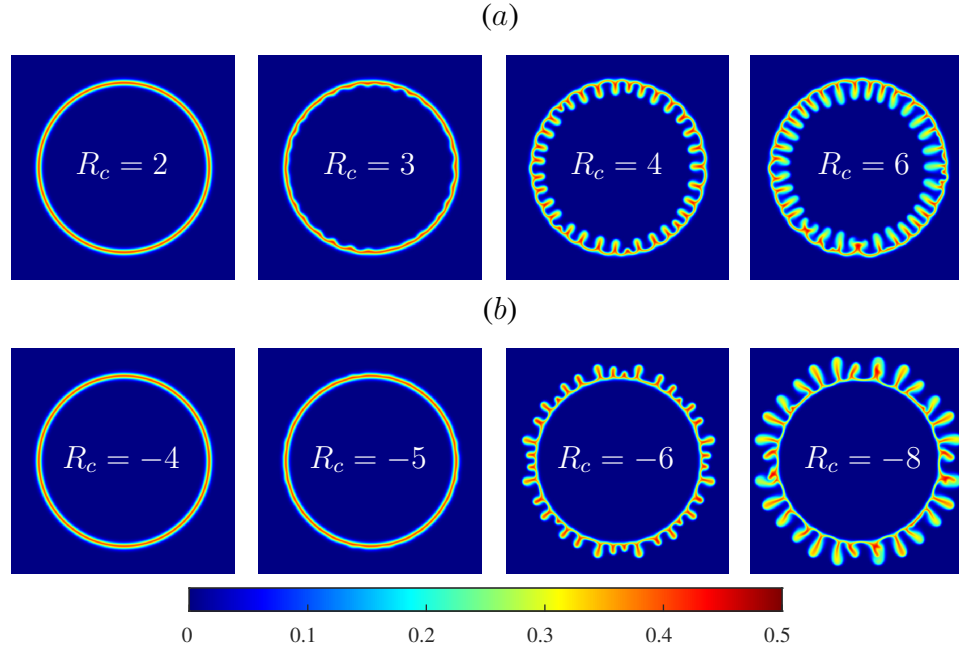 (a)
R_c = 2 R_c = 3 R_c = 4 R_c = 6
(b)
R_c = −4 R_c = −5 R_c = −6 R_c = −8
0 0.1 0.2 0.3 0.4 0.5